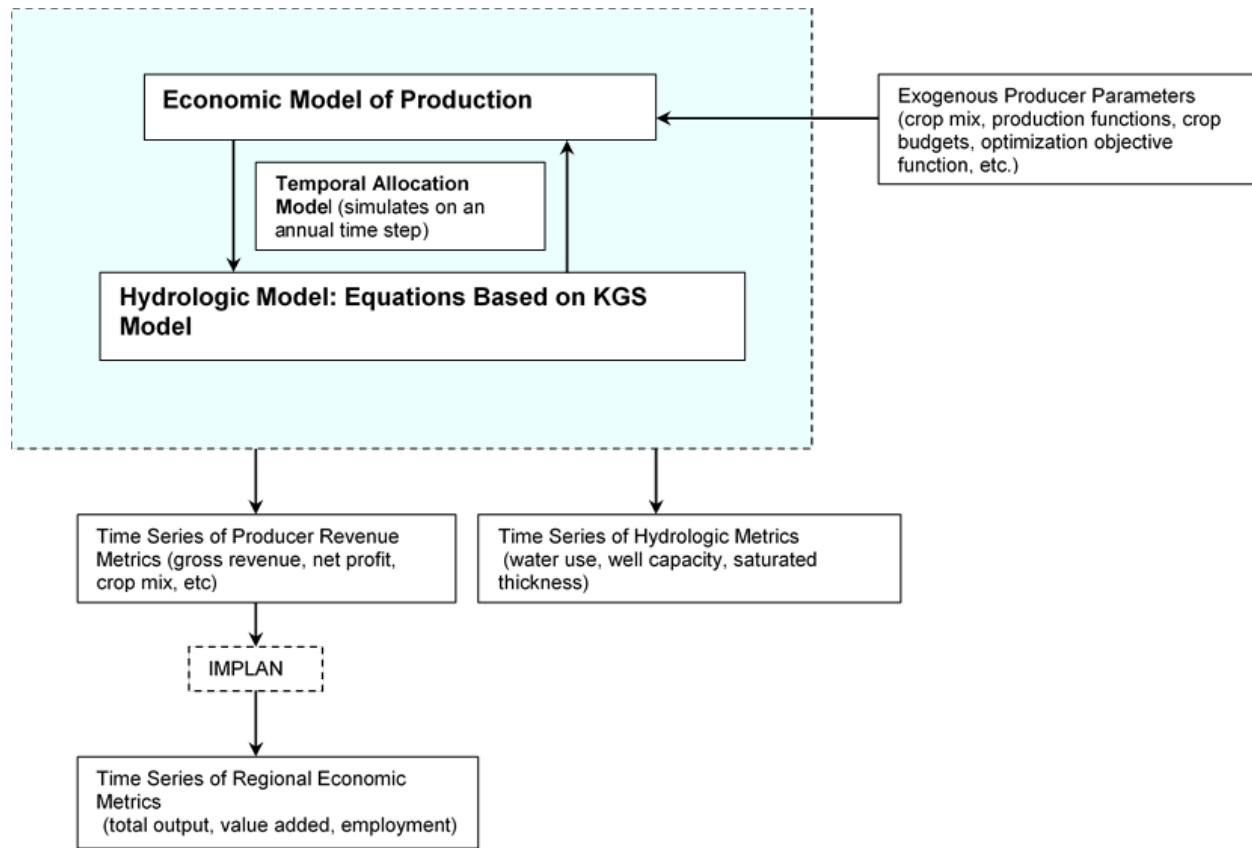 Economic Model of Production
Exogenous Producer Parameters
(crop mix, production functions, crop
budgets, optimization objective
function, etc.)
Temporal Allocation
Model (simulates on an
annual time step)
Hydrologic Model: Equations Based on KGS
Model
Time Series of Producer Revenue
Metrics (gross revenue, net profit,
crop mix, etc)
Time Series of Hydrologic Metrics
(water use, well capacity, saturated
thickness)
IMPLAN
Time Series of Regional Economic
Metrics
(total output, value added, employment)